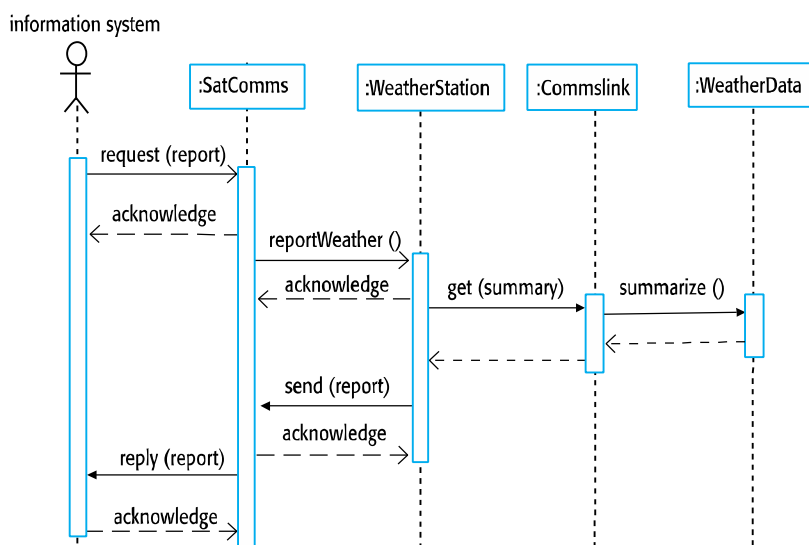 information system
:SatComms
:WeatherStation
:Commslink
:WeatherData
request (report)
acknowledge
reportWeather ()
acknowledge
get (summary)
summarize ()
send (report)
acknowledge
reply (report)
acknowledge